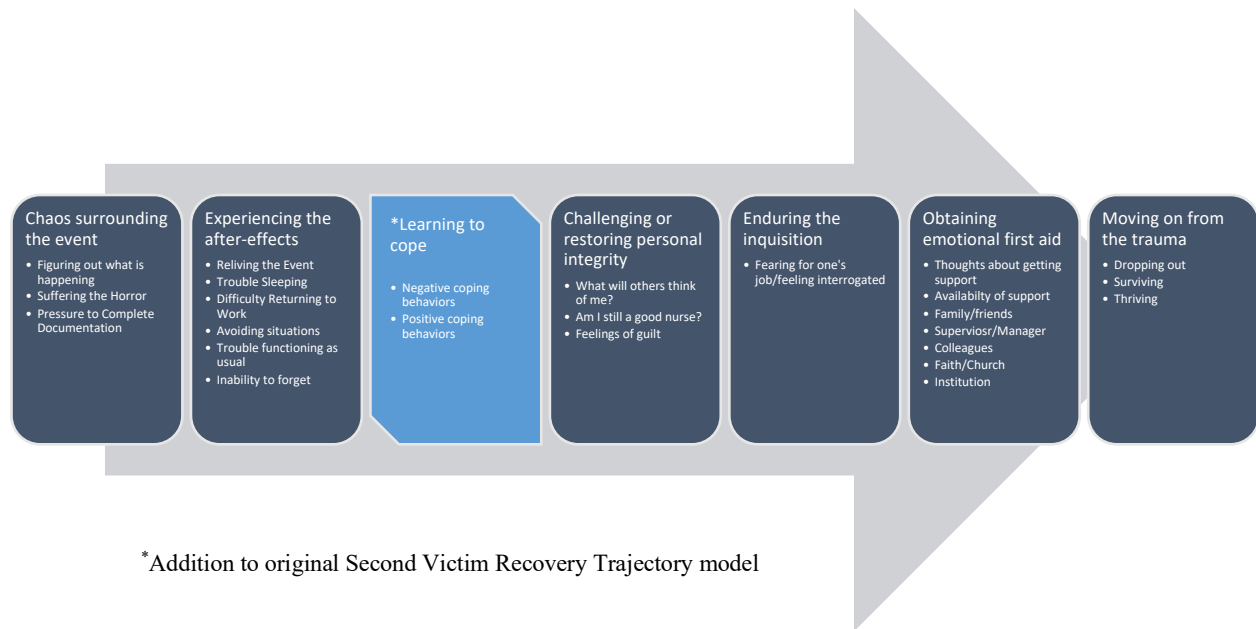 Chaos surrounding
the event
• Figuring out what is
happening
• Suffering the Horror
• Pressure to Complete
Documentation
Experiencing the
after-effects
• Reliving the Event
• Trouble Sleeping
• Difficulty Returning to
Work
• Avoiding situations
• Trouble functioning as
usual
• Inability to forget
*Learning to
cope
• Negative coping
behaviors
• Positive coping
behaviors
Challenging or
restoring personal
integrity
• What will others think
of me?
• Am I still a good nurse?
• Feelings of guilt
Enduring the
inquisition
• Fearing for one's
job/feeling interrogated
Obtaining
emotional first aid
• Thoughts about getting
support
• Availabilty of support
• Family/friends
• Superviosr/Manager
• Colleagues
• Faith/Church
• Institution
Moving on from
the trauma
• Dropping out
• Surviving
• Thriving
*Addition to original Second Victim Recovery Trajectory model